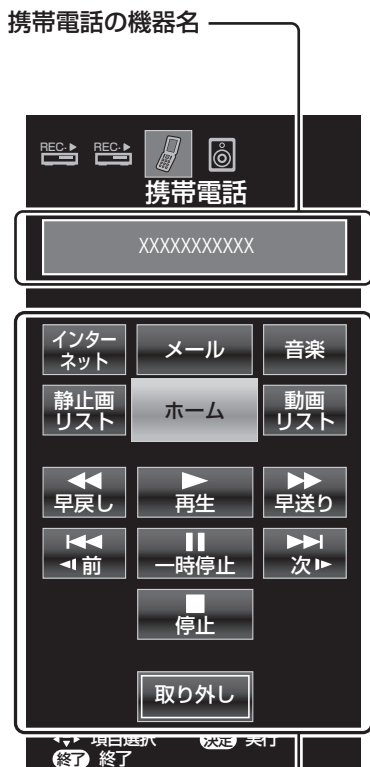 携帯電話の機器名
REC. REC.
携帯電話
XXXXXXXXXXX
インターネット メール 音楽
静止画リスト ホーム 動画リスト
早戻し 再生 早送り
前 一時停止 次
停止
取り外し
項目選択 決定 実行
終了 終了